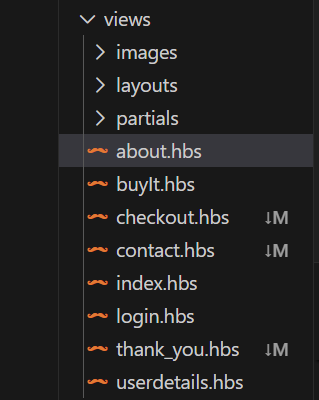 views
images
layouts
partials
about.hbs
buyIt.hbs
checkout.hbs ↓M
contact.hbs ↓M
index.hbs
login.hbs
thank_you.hbs ↓M
userdetails.hbs